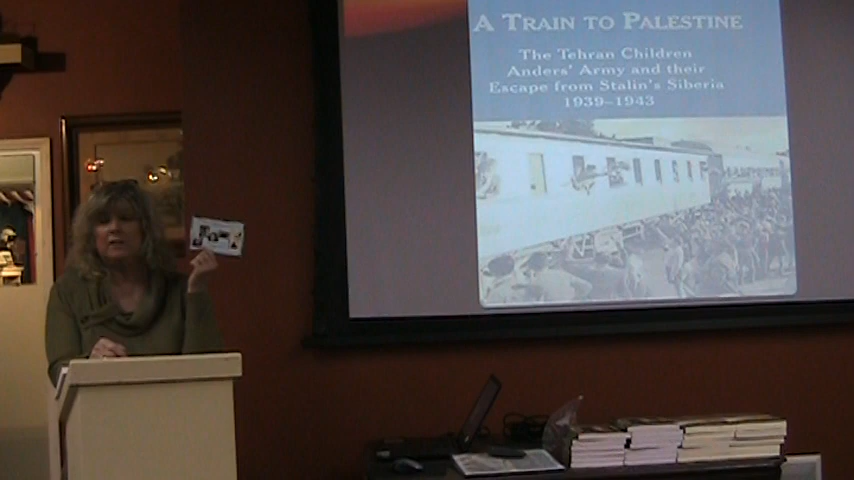 A TRAIN TO PALESTINE
The Tehran Children
Anders' Army and their
Escape from Stalin's Siberia
1939–1943